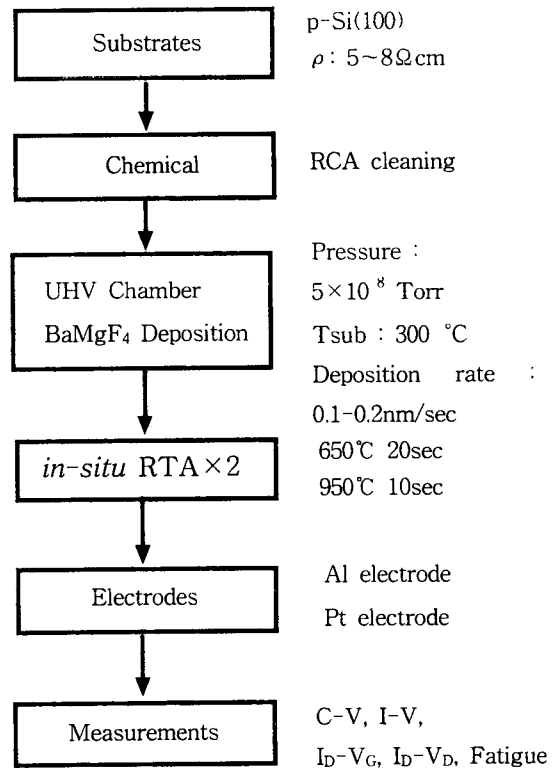 Substrates
p-Si(100)
ρ : 5~8Ωcm
Chemical
RCA cleaning
UHV Chamber
BaMgF₄ Deposition
Pressure :
5×10 ⁸ Torr
Tsub : 300 ℃
Deposition rate :
0.1-0.2nm/sec
in-situ RTA×2
650℃ 20sec
950℃ 10sec
Electrodes
Al electrode
Pt electrode
Measurements
C-V, I-V,
I_D-V_G, I_D-V_D, Fatigue